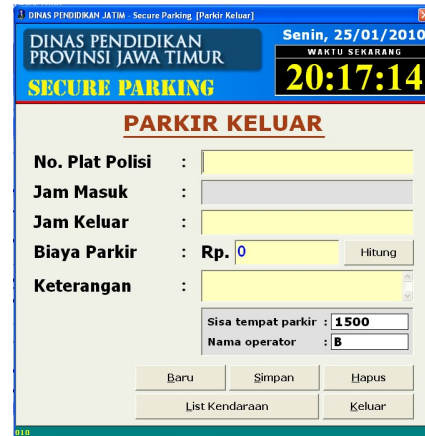 DINAS PENDIDIKAN JATIM - Secure Parking [Parkir Keluar]
DINAS PENDIDIKAN
PROVINSI JAWA TIMUR
SECURE PARKING
Senin, 25/01/2010
WAKTU SEKARANG
20:17:14
PARKIR KELUAR
No. Plat Polisi :
Jam Masuk :
Jam Keluar :
Biaya Parkir : Rp. 0 Hitung
Keterangan :
Sisa tempat parkir : 1500
Nama operator : B
Baru Simpan Hapus
List Kendaraan Keluar
010